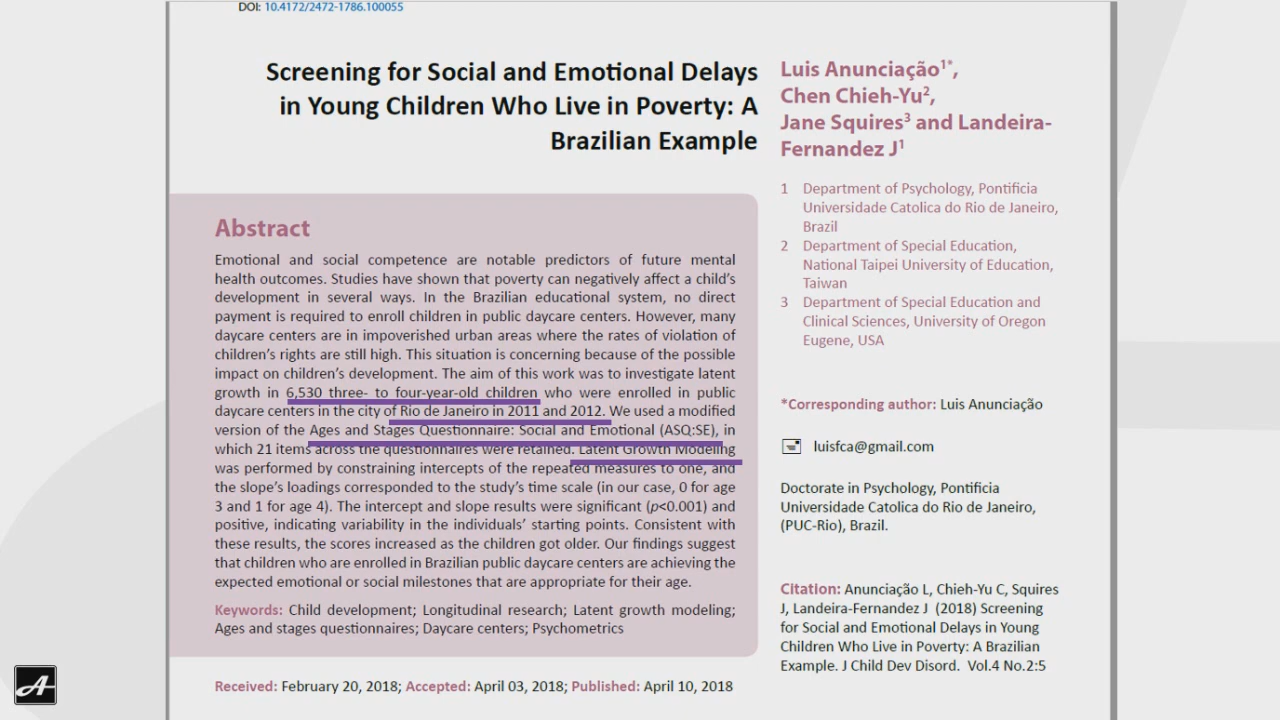 DOI: 10.4172/2472-1786.100055
Screening for Social and Emotional Delays
in Young Children Who Live in Poverty: A
Brazilian Example
Luis Anunciação1*,
Chen Chieh-Yu2,
Jane Squires3 and Landeira-
Fernandez J1
1 Department of Psychology, Pontificia
Universidade Catolica do Rio de Janeiro,
Brazil
2 Department of Special Education,
National Taipei University of Education,
Taiwan
3 Department of Special Education and
Clinical Sciences, University of Oregon
Eugene, USA
*Corresponding author: Luis Anunciação
luisfca@gmail.com
Doctorate in Psychology, Pontificia
Universidade Catolica do Rio de Janeiro,
(PUC-Rio), Brazil.
Citation: Anunciação L, Chieh-Yu C, Squires
J, Landeira-Fernandez J (2018) Screening
for Social and Emotional Delays in Young
Children Who Live in Poverty: A Brazilian
Example. J Child Dev Disord. Vol.4 No.2:5
Abstract
Emotional and social competence are notable predictors of future mental
health outcomes. Studies have shown that poverty can negatively affect a child's
development in several ways. In the Brazilian educational system, no direct
payment is required to enroll children in public daycare centers. However, many
daycare centers are in impoverished urban areas where the rates of violation of
children's rights are still high. This situation is concerning because of the possible
impact on children's development. The aim of this work was to investigate latent
growth in 6,530 three- to four-year-old children who were enrolled in public
daycare centers in the city of Rio de Janeiro in 2011 and 2012. We used a modified
version of the Ages and Stages Questionnaire: Social and Emotional (ASQ:SE), in
which 21 items across the questionnaires were retained. Latent Growth Modeling
was performed by constraining intercepts of the repeated measures to one, and
the slope's loadings corresponded to the study's time scale (in our case, 0 for age
3 and 1 for age 4). The intercept and slope results were significant (p<0.001) and
positive, indicating variability in the individuals' starting points. Consistent with
these results, the scores increased as the children got older. Our findings suggest
that children who are enrolled in Brazilian public daycare centers are achieving the
expected emotional or social milestones that are appropriate for their age.
Keywords: Child development; Longitudinal research; Latent growth modeling;
Ages and stages questionnaires; Daycare centers; Psychometrics
Received: February 20, 2018; Accepted: April 03, 2018; Published: April 10, 2018
A